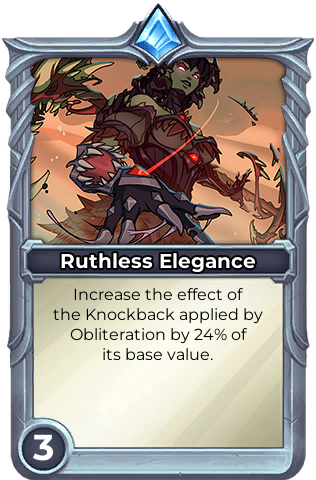 Ruthless Elegance
Increase the effect of
the Knockback applied by
Obliteration by 24% of
its base value.
3